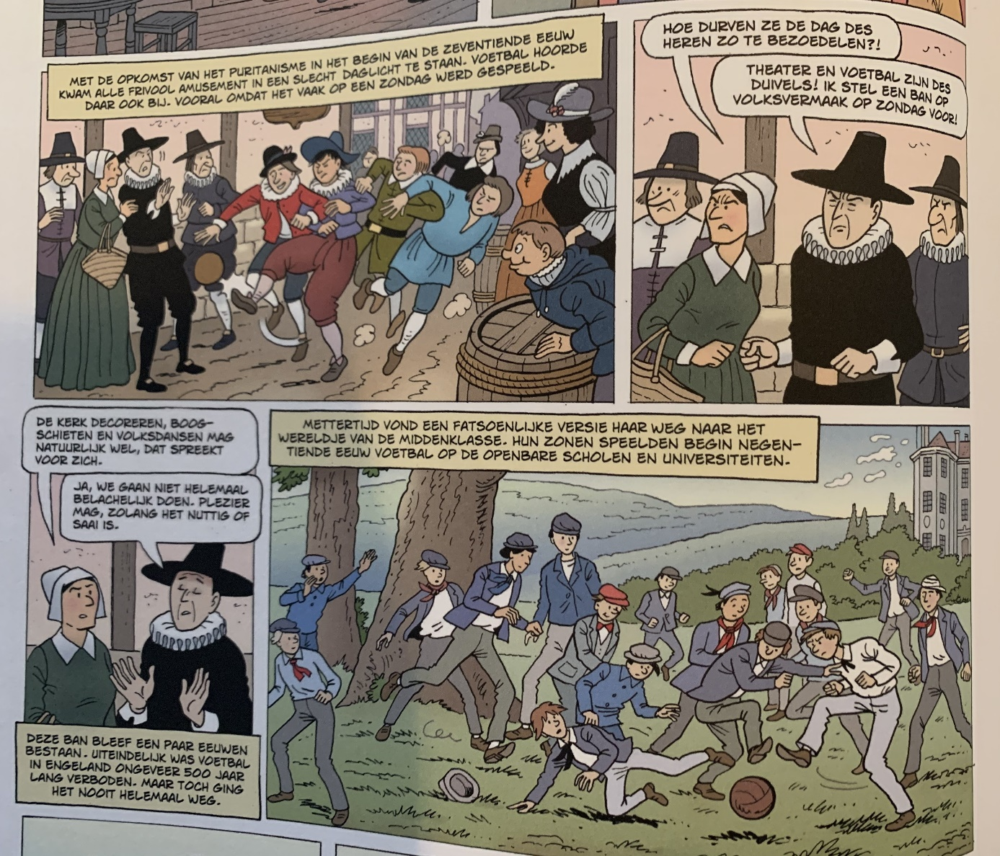 MET DE OPKOMST VAN HET PURITANISME IN HET BEGIN VAN DE ZEVENTIENDE EEUW
KWAM ALLE FRIVOOL AMUSEMENT IN EEN SLECHT DAGLICHT TE STAAN. VOETBAL HOORDE
DAAR OOK BIJ. VOORAL OMDAT HET VAAK OP EEN ZONDAG WERD GESPEELD.
HOE DURVEN ZE DE DAG DES
HEREN ZO TE BEZOEDELEN?!
THEATER EN VOETBAL ZIJN DES
DUIVELS! IK STEL EEN BAN OP
VOLKSVERMAAK OP ZONDAG VOOR!
DE KERK DECOREREN, BOOG-
SCHIETEN EN VOLKSDANSEN MAG
NATUURLIJK WEL, DAT SPREEKT
VOOR ZICH.
JA, WE GAAN NIET HELEMAAL
BELACHELIJK DOEN. PLEZIER
MAG, ZOLANG HET NUTTIG OF
SAAI IS.
DEZE BAN BLEEF EEN PAAR EEUWEN
BESTAAN. UITEINDELIJK WAS VOETBAL
IN ENGELAND ONGEVEER 500 JAAR
LANG VERBODEN. MAAR TOCH GING
HET NOOIT HELEMAAL WEG.
METTERTIJD VOND EEN FATSOENLIJKE VERSIE HAAR WEG NAAR HET
WERELDJE VAN DE MIDDENKLASSE. HUN ZONEN SPEELDEN BEGIN NEGEN-
TIENDE EEUW VOETBAL OP DE OPENBARE SCHOLEN EN UNIVERSITEITEN.